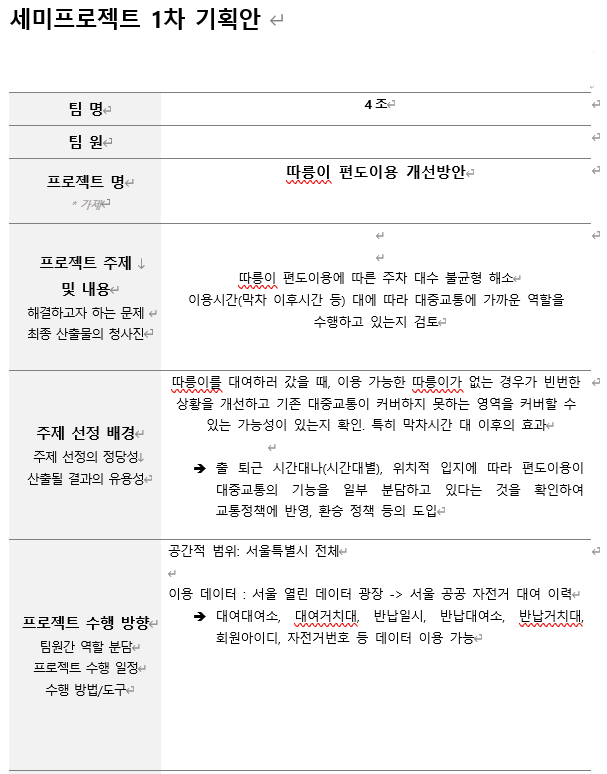 세미프로젝트 1차 기획안
팀 명
4조
팀 원
프로젝트 명
* 가제
따릉이 편도이용 개선방안
프로젝트 주제
및 내용
해결하고자 하는 문제
최종 산출물의 청사진
따릉이 편도이용에 따른 주차 대수 불균형 해소
이용시간(막차 이후시간 등) 대에 따라 대중교통에 가까운 역할을
수행하고 있는지 검토
주제 선정 배경
주제 선정의 정당성
산출될 결과의 유용성
따릉이를 대여하러 갔을 때, 이용 가능한 따릉이가 없는 경우가 빈번한
상황을 개선하고 기존 대중교통이 커버하지 못하는 영역을 커버할 수
있는 가능성이 있는지 확인. 특히 막차시간 대 이후의 효과
➔ 출 퇴근 시간대나(시간대별), 위치적 입지에 따라 편도이용이
대중교통의 기능을 일부 분담하고 있다는 것을 확인하여
교통정책에 반영, 환승 정책 등의 도입
프로젝트 수행 방향
팀원간 역할 분담
프로젝트 수행 일정
수행 방법/도구
공간적 범위: 서울특별시 전체
이용 데이터 : 서울 열린 데이터 광장 -> 서울 공공 자전거 대여 이력
➔ 대여대여소, 대여거치대, 반납일시, 반납대여소, 반납거치대,
회원아이디, 자전거번호 등 데이터 이용 가능